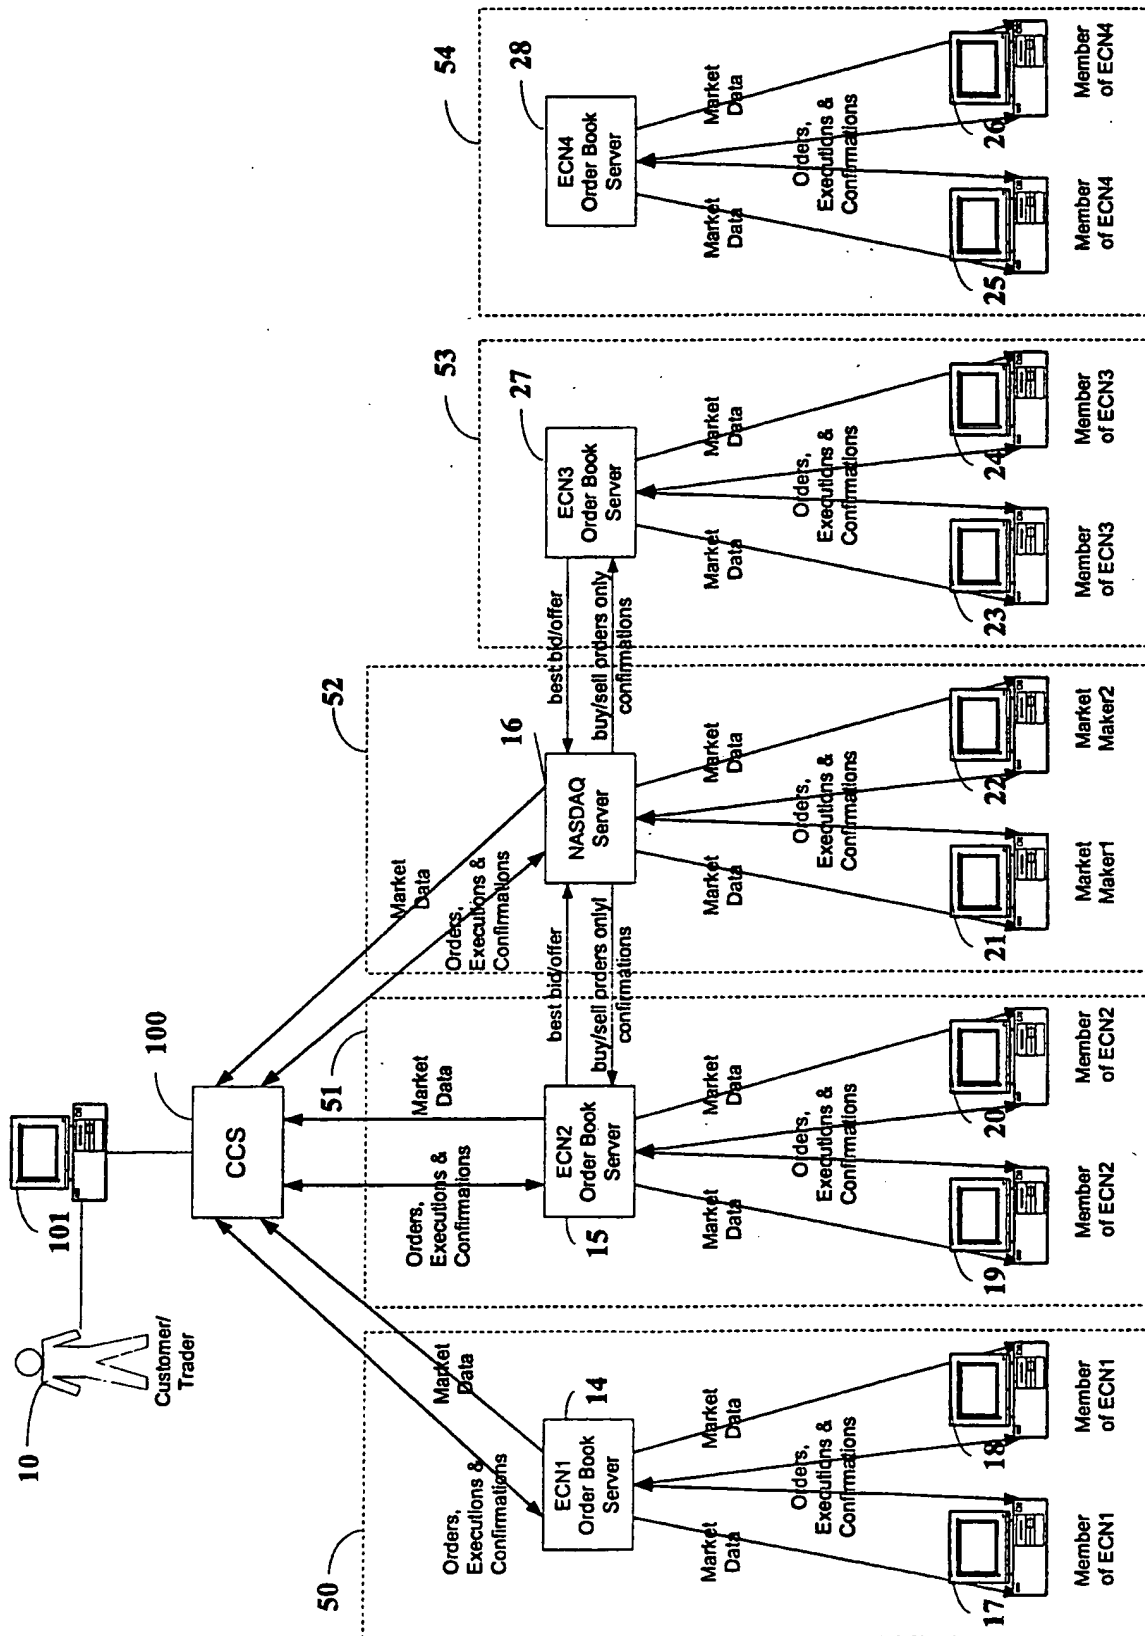 10
Customer/
Trader
101
100
CCS
Orders,
Executions &
Confirmations
Market
Data
Orders,
Executions &
Confirmations
Market
Data
Market
Data
Orders,
Executions &
Confirmations
50
51
52
53
54
ECN1
Order Book
Server
14
ECN2
Order Book
Server
15
NASDAQ
Server
16
ECN3
Order Book
Server
27
ECN4
Order Book
Server
28
best bid/offer
buy/sell orders only
confirmations
best bid/offer
buy/sell orders only
confirmations
Market
Data
Orders,
Executions &
Confirmations
Market
Data
Market
Data
Orders,
Executions &
Confirmations
Market
Data
Market
Data
Orders,
Executions &
Confirmations
Market
Data
Market
Data
Orders,
Executions &
Confirmations
Market
Data
Market
Data
Orders,
Executions &
Confirmations
Market
Data
17
18
19
20
21
22
23
24
25
26
Member
of ECN1
Member
of ECN1
Member
of ECN2
Member
of ECN2
Market
Maker1
Market
Maker2
Member
of ECN3
Member
of ECN3
Member
of ECN4
Member
of ECN4